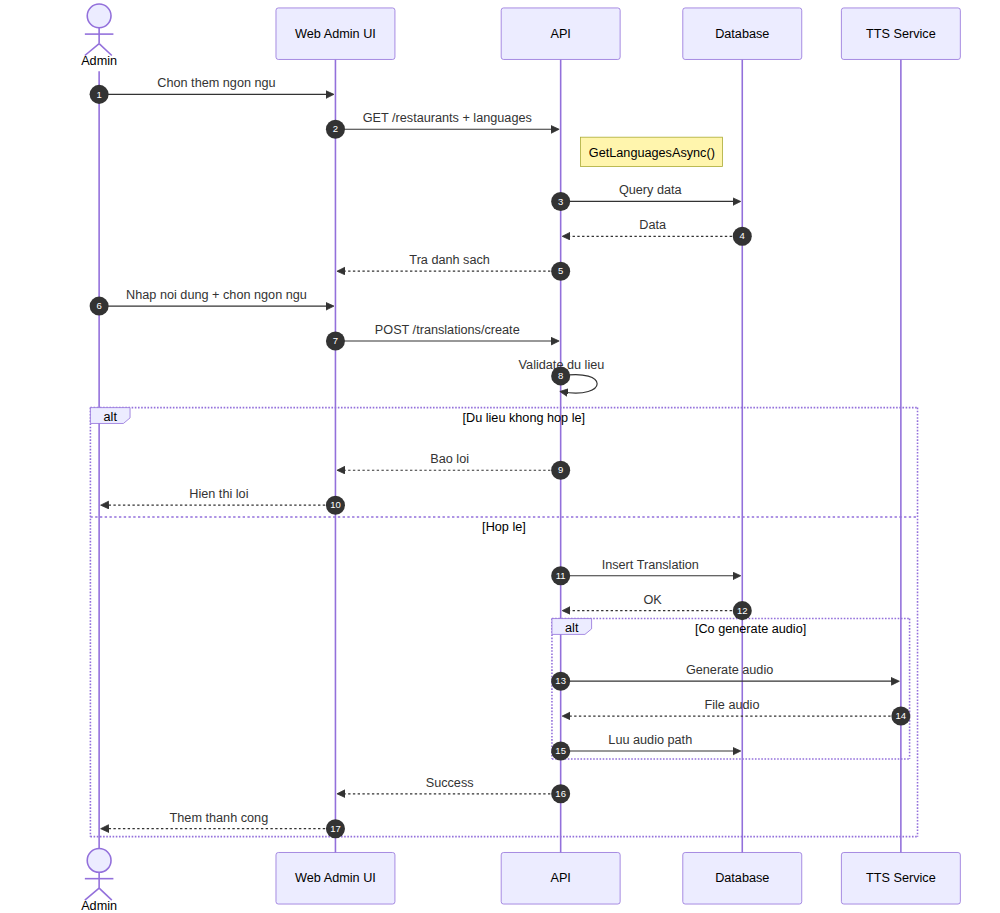 Admin
Web Admin UI
API
Database
TTS Service
Chon them ngon ngu
1
GET /restaurants + languages
2
GetLanguagesAsync()
Query data
3
Data
4
Tra danh sach
5
Nhap noi dung + chon ngon ngu
6
POST /translations/create
7
Validate du lieu
8
alt
[Du lieu khong hop le]
Bao loi
9
Hien thi loi
10
[Hop le]
Insert Translation
11
OK
12
alt
[Co generate audio]
Generate audio
13
File audio
14
Luu audio path
15
Success
16
Them thanh cong
17
Admin
Web Admin UI
API
Database
TTS Service